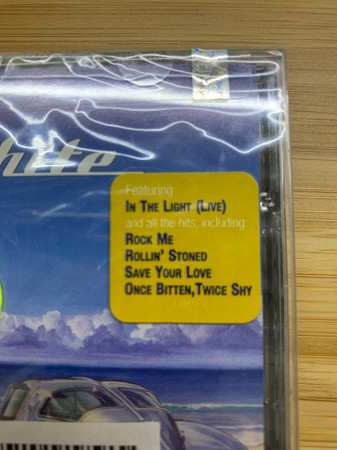 hite
Featuring
IN THE LIGHT (LIVE)
and all the hits, including:
ROCK ME
ROLLIN' STONED
SAVE YOUR LOVE
ONCE BITTEN, TWICE SHY